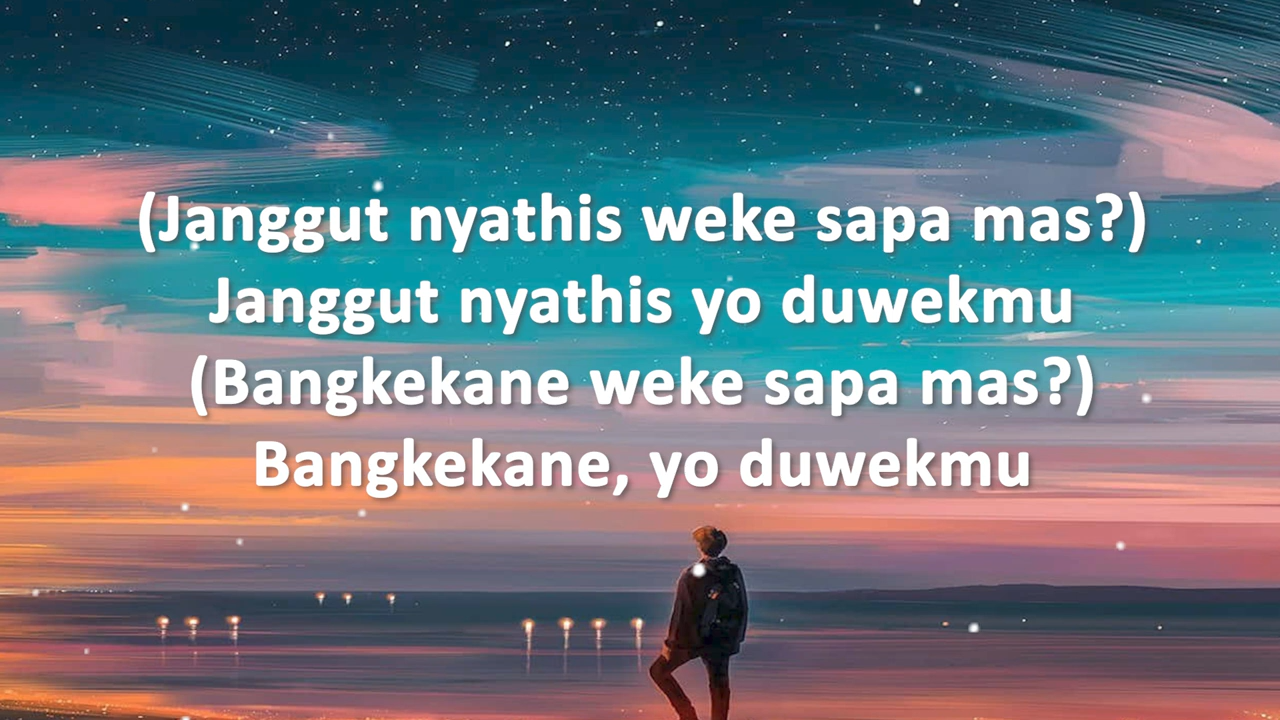 (Janggut nyathis weke sapa mas?)
Janggut nyathis yo duwekmu
(Bangkekane weke sapa mas?)
Bangkekane, yo duwekmu